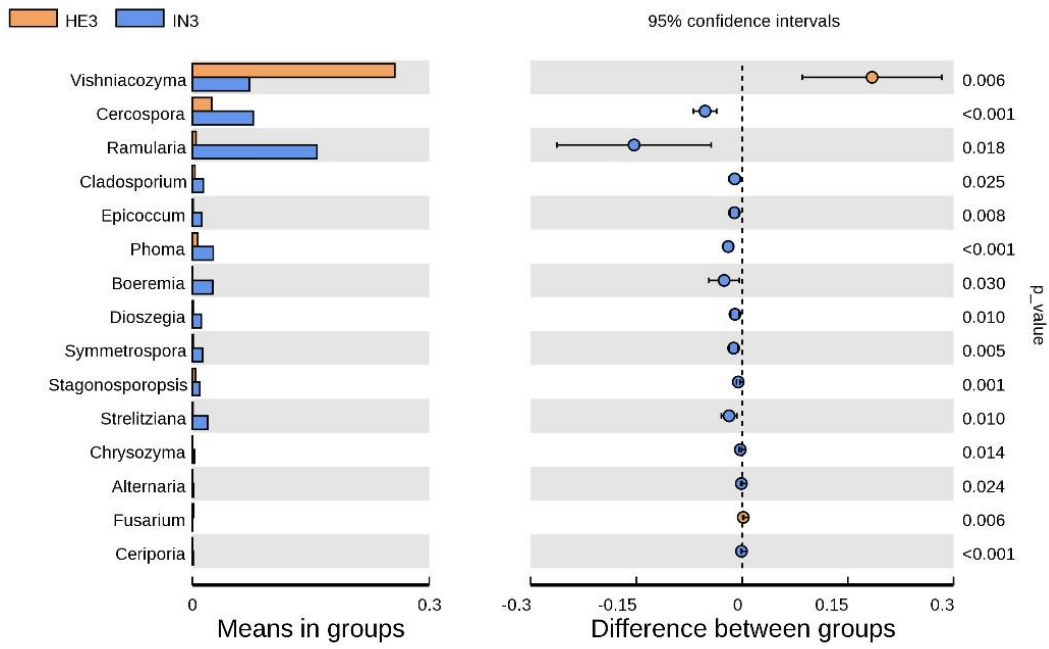 HE3 IN3 95% confidence intervals
Vishniacozyma 0.006
Cercospora <0.001
Ramularia 0.018
Cladosporium 0.025
Epicoccum 0.008
Phoma <0.001
Boeremia 0.030
Dioszegia 0.010
Symmetrospora 0.005
Stagonosporopsis 0.001
Strelitziana 0.010
Chrysozyma 0.014
Alternaria 0.024
Fusarium 0.006
Ceriporia <0.001
p_value
0 0.3 -0.3 -0.15 0 0.15 0.3
Means in groups Difference between groups